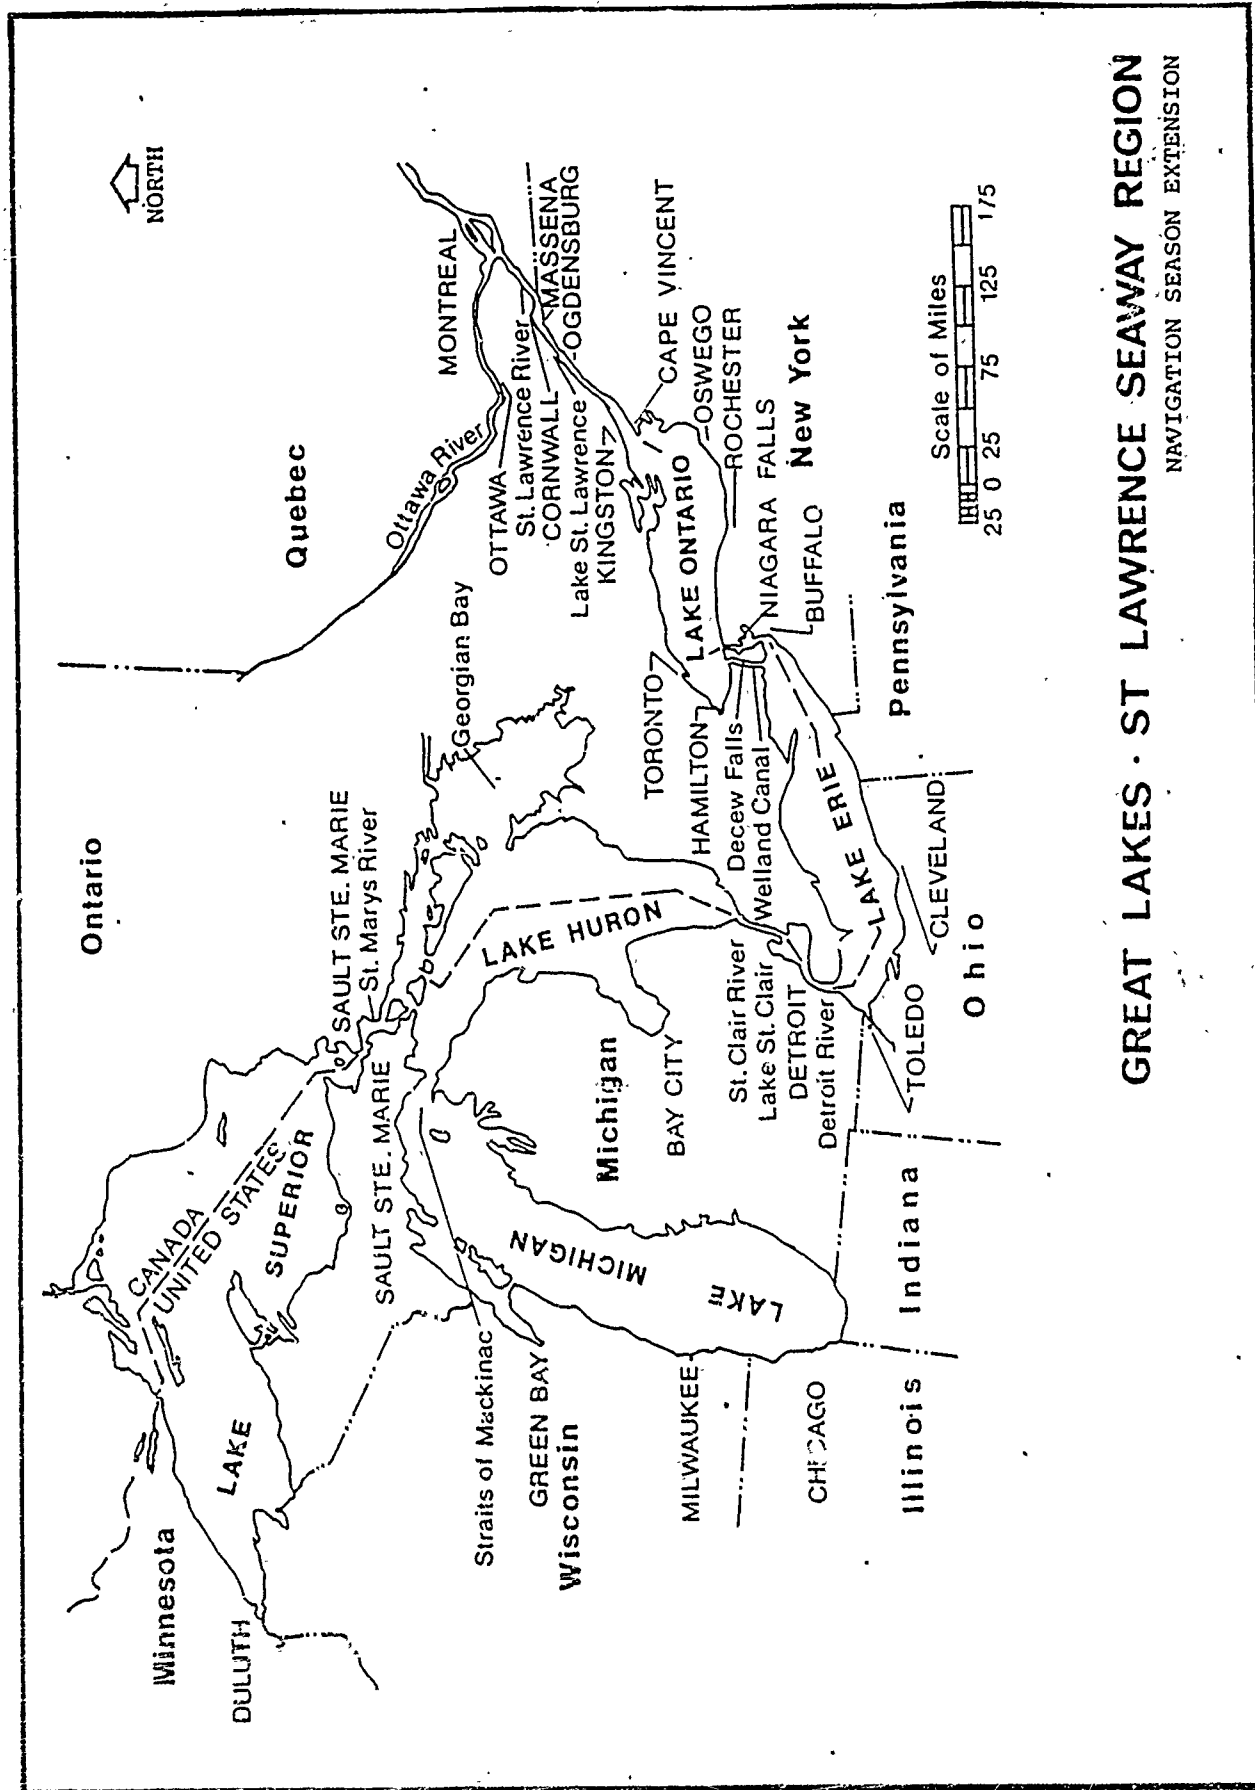 NORTH
Ontario
Quebec
Minnesota
DULUTH
LAKE
SUPERIOR
CANADA
UNITED STATES
SAULT STE. MARIE
St. Marys River
SAULT STE. MARIE
Georgian Bay
Ottawa River
MONTREAL
OTTAWA
St. Lawrence River
CORNWALL
Lake St. Lawrence
KINGSTON
MASSENA
OGDENSBURG
CAPE VINCENT
OSWEGO
ROCHESTER
NIAGARA FALLS
BUFFALO
New York
LAKE ONTARIO
TORONTO
HAMILTON
Decew Falls
Welland Canal
LAKE HURON
Straits of Mackinac
GREEN BAY
Wisconsin
LAKE
MICHIGAN
Michigan
BAY CITY
St. Clair River
Lake St. Clair
DETROIT
Detroit River
LAKE ERIE
MILWAUKEE
CHICAGO
Illinois
Indiana
TOLEDO
Ohio
CLEVELAND
Pennsylvania
Scale of Miles
25 0 25 75 125 175
GREAT LAKES · ST LAWRENCE SEAWAY REGION
NAVIGATION SEASON EXTENSION